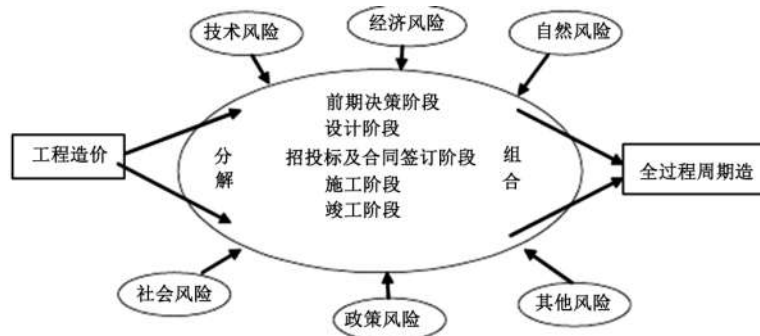 技术风险
经济风险
自然风险
前期决策阶段
设计阶段
工程造价
分解
招投标及合同签订阶段
组合
全过程周期造
施工阶段
竣工阶段
社会风险
政策风险
其他风险